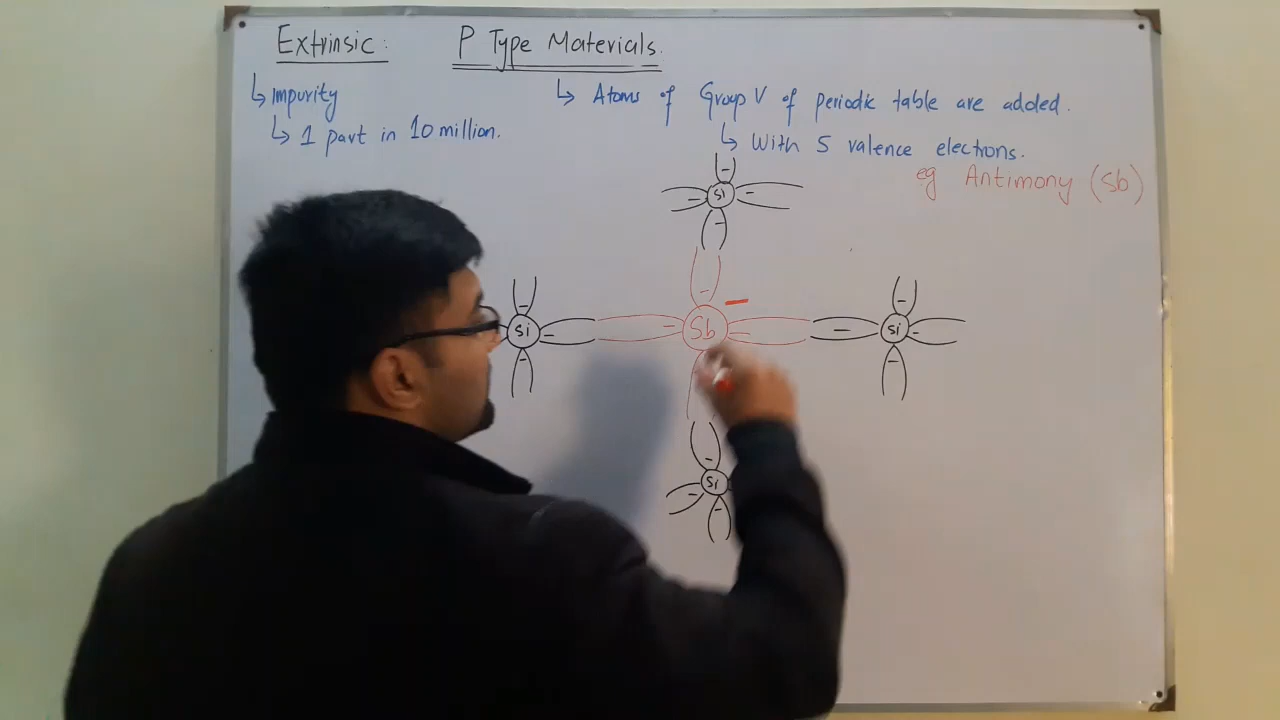 Extrinsic:
P Type Materials.
↳ Impurity
↳ 1 part in 10 million.
↳ Atoms of Group V of periodic table are added.
↳ With 5 valence electrons.
eg Antimony (Sb)
Si
Si
Sb
Si
Si